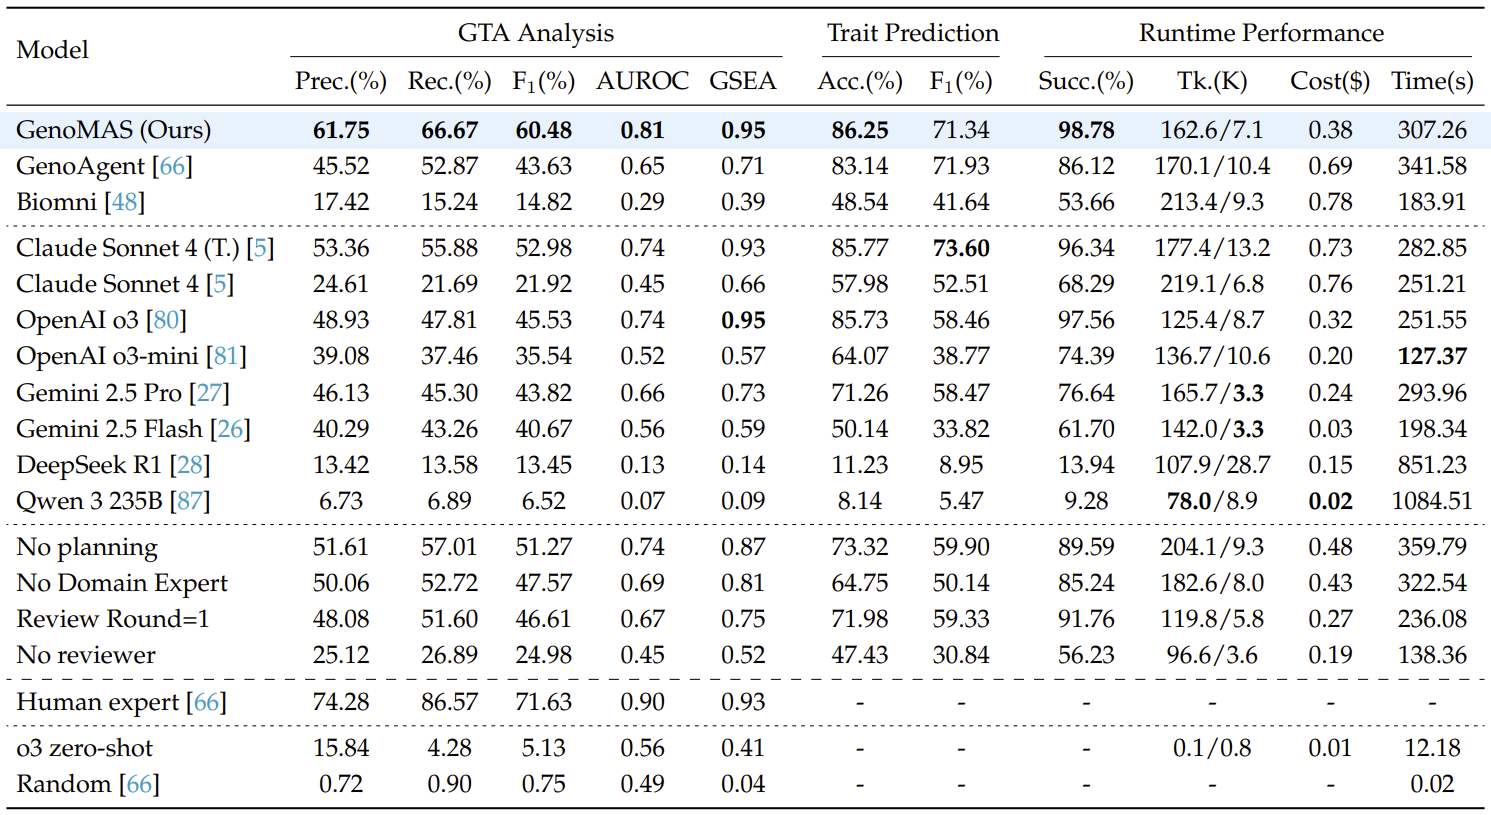 Model GTA Analysis Trait Prediction Runtime Performance
Prec.(%) Rec.(%) F1(%) AUROC GSEA Acc.(%) F1(%) Succ.(%) Tk.(K) Cost($) Time(s)
GenoMAS (Ours) 61.75 66.67 60.48 0.81 0.95 86.25 71.34 98.78 162.6/7.1 0.38 307.26
GenoAgent [66] 45.52 52.87 43.63 0.65 0.71 83.14 71.93 86.12 170.1/10.4 0.69 341.58
Biomni [48] 17.42 15.24 14.82 0.29 0.39 48.54 41.64 53.66 213.4/9.3 0.78 183.91
Claude Sonnet 4 (T.) [5] 53.36 55.88 52.98 0.74 0.93 85.77 73.60 96.34 177.4/13.2 0.73 282.85
Claude Sonnet 4 [5] 24.61 21.69 21.92 0.45 0.66 57.98 52.51 68.29 219.1/6.8 0.76 251.21
OpenAI o3 [80] 48.93 47.81 45.53 0.74 0.95 85.73 58.46 97.56 125.4/8.7 0.32 251.55
OpenAI o3-mini [81] 39.08 37.46 35.54 0.52 0.57 64.07 38.77 74.39 136.7/10.6 0.20 127.37
Gemini 2.5 Pro [27] 46.13 45.30 43.82 0.66 0.73 71.26 58.47 76.64 165.7/3.3 0.24 293.96
Gemini 2.5 Flash [26] 40.29 43.26 40.67 0.56 0.59 50.14 33.82 61.70 142.0/3.3 0.03 198.34
DeepSeek R1 [28] 13.42 13.58 13.45 0.13 0.14 11.23 8.95 13.94 107.9/28.7 0.15 851.23
Qwen 3 235B [87] 6.73 6.89 6.52 0.07 0.09 8.14 5.47 9.28 78.0/8.9 0.02 1084.51
No planning 51.61 57.01 51.27 0.74 0.87 73.32 59.90 89.59 204.1/9.3 0.48 359.79
No Domain Expert 50.06 52.72 47.57 0.69 0.81 64.75 50.14 85.24 182.6/8.0 0.43 322.54
Review Round=1 48.08 51.60 46.61 0.67 0.75 71.98 59.33 91.76 119.8/5.8 0.27 236.08
No reviewer 25.12 26.89 24.98 0.45 0.52 47.43 30.84 56.23 96.6/3.6 0.19 138.36
Human expert [66] 74.28 86.57 71.63 0.90 0.93 - - - - - -
o3 zero-shot 15.84 4.28 5.13 0.56 0.41 - - - 0.1/0.8 0.01 12.18
Random [66] 0.72 0.90 0.75 0.49 0.04 - - - - - 0.02